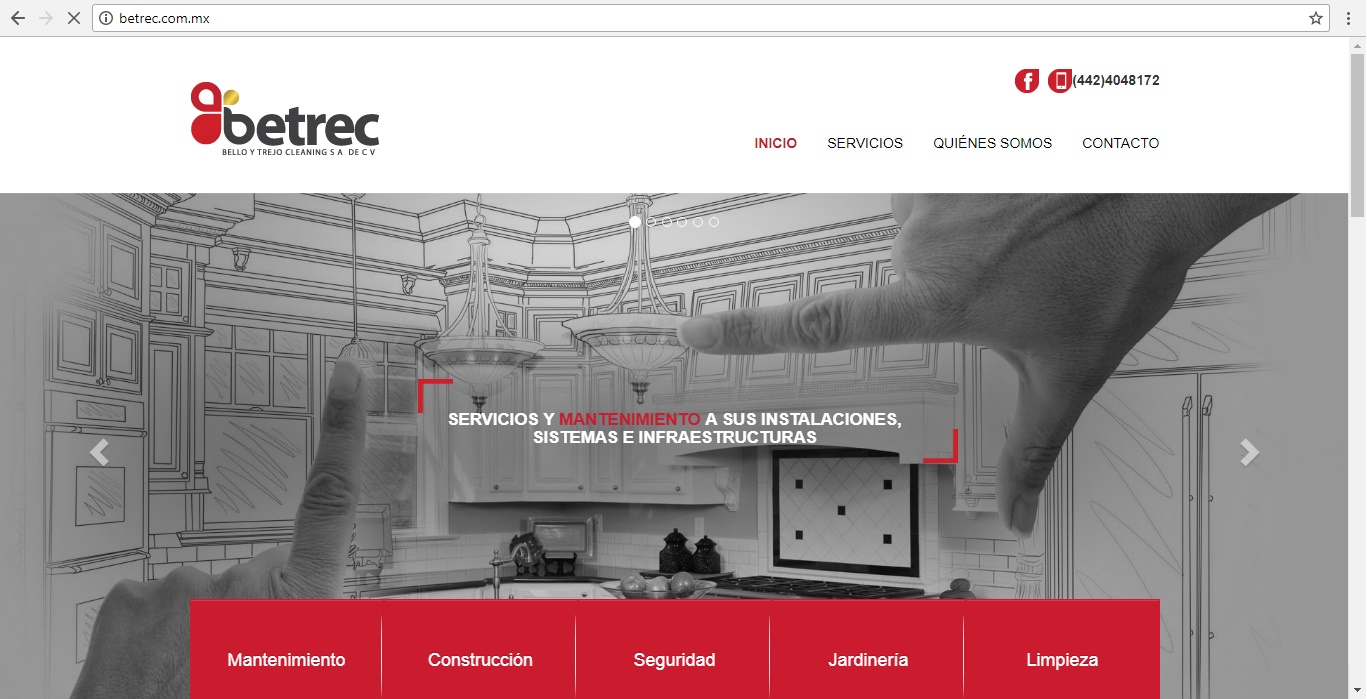 betrec.com.mx
(442)4048172
betrec
BELLO Y TREJO CLEANING S A DE C V
INICIO SERVICIOS QUIÉNES SOMOS CONTACTO
SERVICIOS Y MANTENIMIENTO A SUS INSTALACIONES,
SISTEMAS E INFRAESTRUCTURAS
Mantenimiento Construcción Seguridad Jardinería Limpieza